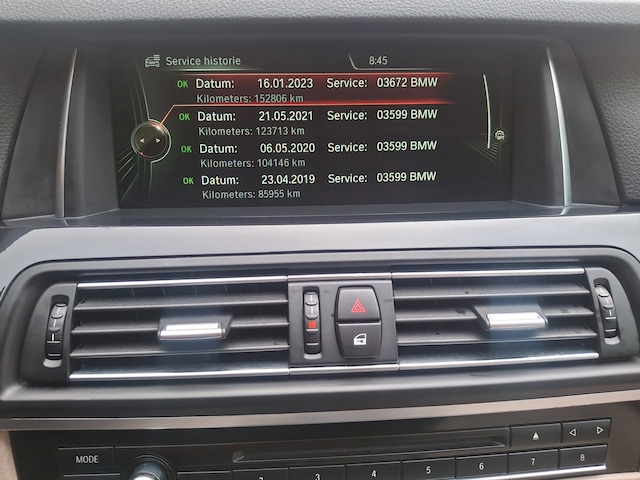 Service historie 8:45
OK Datum: 16.01.2023 Service: 03672 BMW
Kilometers: 152806 km
OK Datum: 21.05.2021 Service: 03599 BMW
Kilometers: 123713 km
OK Datum: 06.05.2020 Service: 03599 BMW
Kilometers: 104146 km
OK Datum: 23.04.2019 Service: 03599 BMW
Kilometers: 85955 km
MODE
1 2 3 4 5 6 7 8